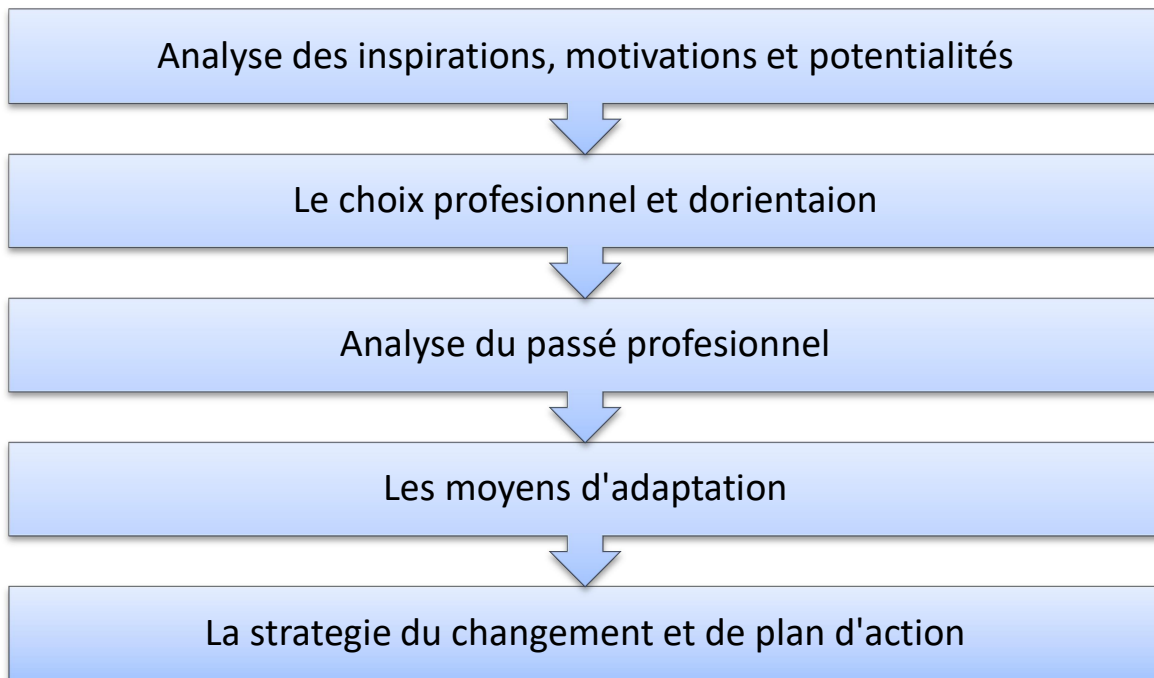 Analyse des inspirations, motivations et potentialités
Le choix profesionnel et dorientaion
Analyse du passé profesionnel
Les moyens d'adaptation
La strategie du changement et de plan d'action